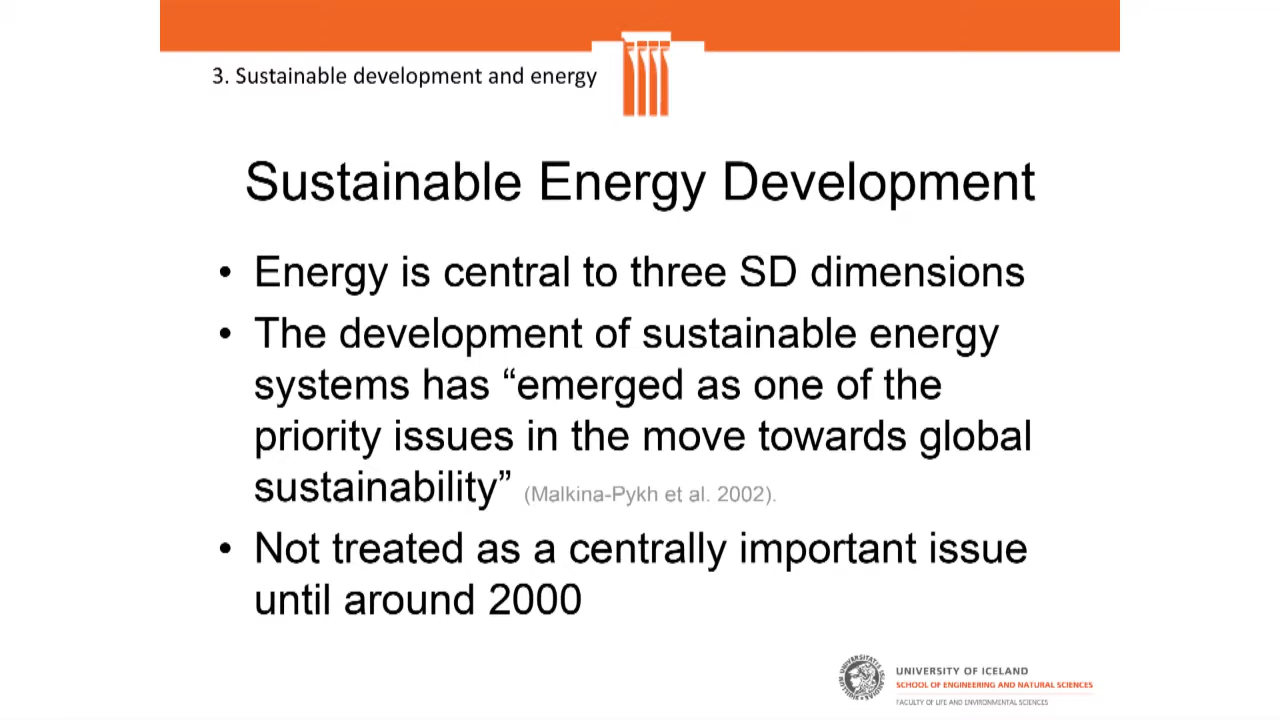 3. Sustainable development and energy
Sustainable Energy Development
• Energy is central to three SD dimensions
• The development of sustainable energy
systems has “emerged as one of the
priority issues in the move towards global
sustainability” (Malkina-Pykh et al. 2002).
• Not treated as a centrally important issue
until around 2000
UNIVERSITY OF ICELAND
SCHOOL OF ENGINEERING AND NATURAL SCIENCES
FACULTY OF LIFE AND ENVIRONMENTAL SCIENCES